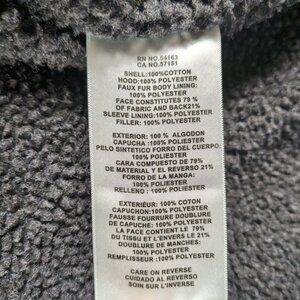 RN NO.54163
CA NO.57151
SHELL:100%COTTON
HOOD:100% POLYESTER
FAUX FUR BODY LINING:
100% POLYESTER
FACE CONSTITUTES 79 %
OF FABRIC AND BACK21%
SLEEVE LINING:100% POLYESTER
FILLER: 100% POLYESTER
EXTERIOR: 100% ALGODON
CAPUCHA : 100% POLIESTER
PELO SINTETICO FORRO DEL CUERPO:
100% POLIESTER
CARA COMPUESTO DE 79%
DE MATERIAL Y EL REVERSO 21%
FORRO DE LA MANGA:
100% POLIESTER
RELLENO : 100% POLIESTER
EXTÉRIEUR: 100% COTON
CAPUCHON:100% POLYESTER
FAUSSE FOURRURE DOUBLURE
DE CAPUCHE: 100% POLYESTER
LA FACE CONTIENT LE 79%
DU TISSU ET L'ENVERS LE 21%
DOUBLURE DE MANCHES:
100% POLYESTER
REMPLISSEUR :100% POLYESTER
CARE ON REVERSE
CUIDADO AL DORSO
SOIN SUR L'INVERSE